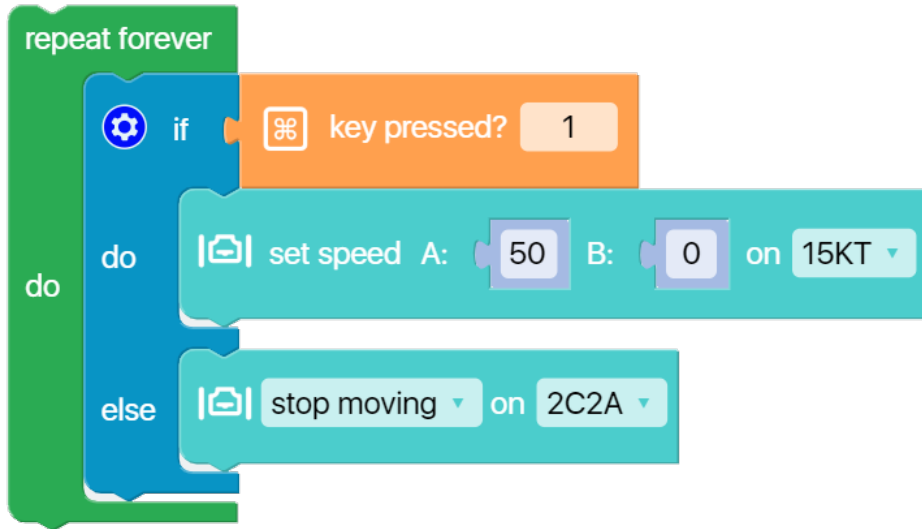 repeat forever
if ⌘ key pressed? 1
do set speed A: 50 B: 0 on 15KT
do
else stop moving on 2C2A